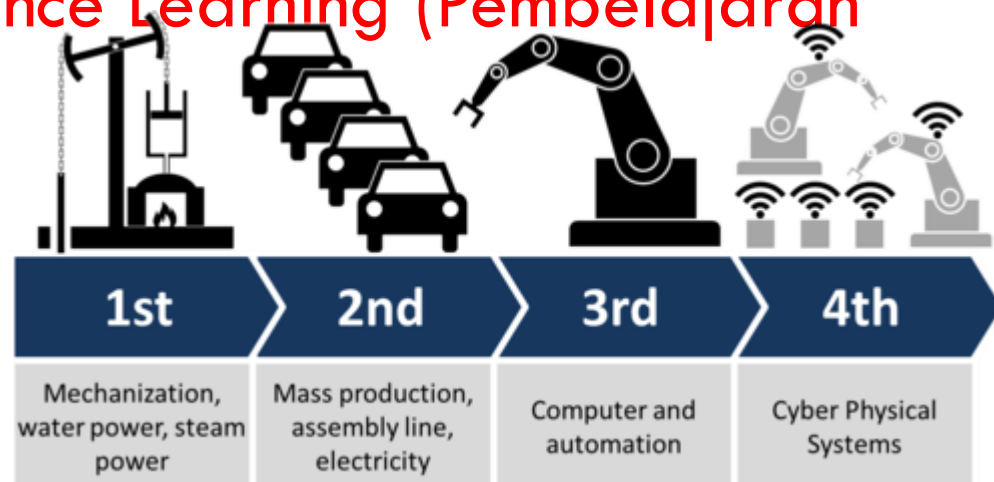 nce Learning (Pembelajaran
1st
2nd
3rd
4th
Mechanization,
water power, steam
power
Mass production,
assembly line,
electricity
Computer and
automation
Cyber Physical
Systems